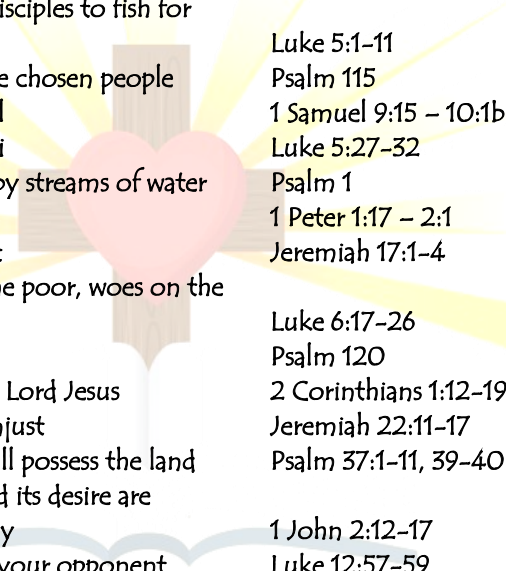 isciples to fish for
Luke 5:1-11
e chosen people Psalm 115
1 Samuel 9:15 – 10:1b
Luke 5:27-32
by streams of water Psalm 1
1 Peter 1:17 – 2:1
Jeremiah 17:1-4
e poor, woes on the
Luke 6:17-26
Psalm 120
Lord Jesus 2 Corinthians 1:12-19
just Jeremiah 22:11-17
ll possess the land Psalm 37:1-11, 39-40
d its desire are
y 1 John 2:12-17
your opponent Luke 12:57-59